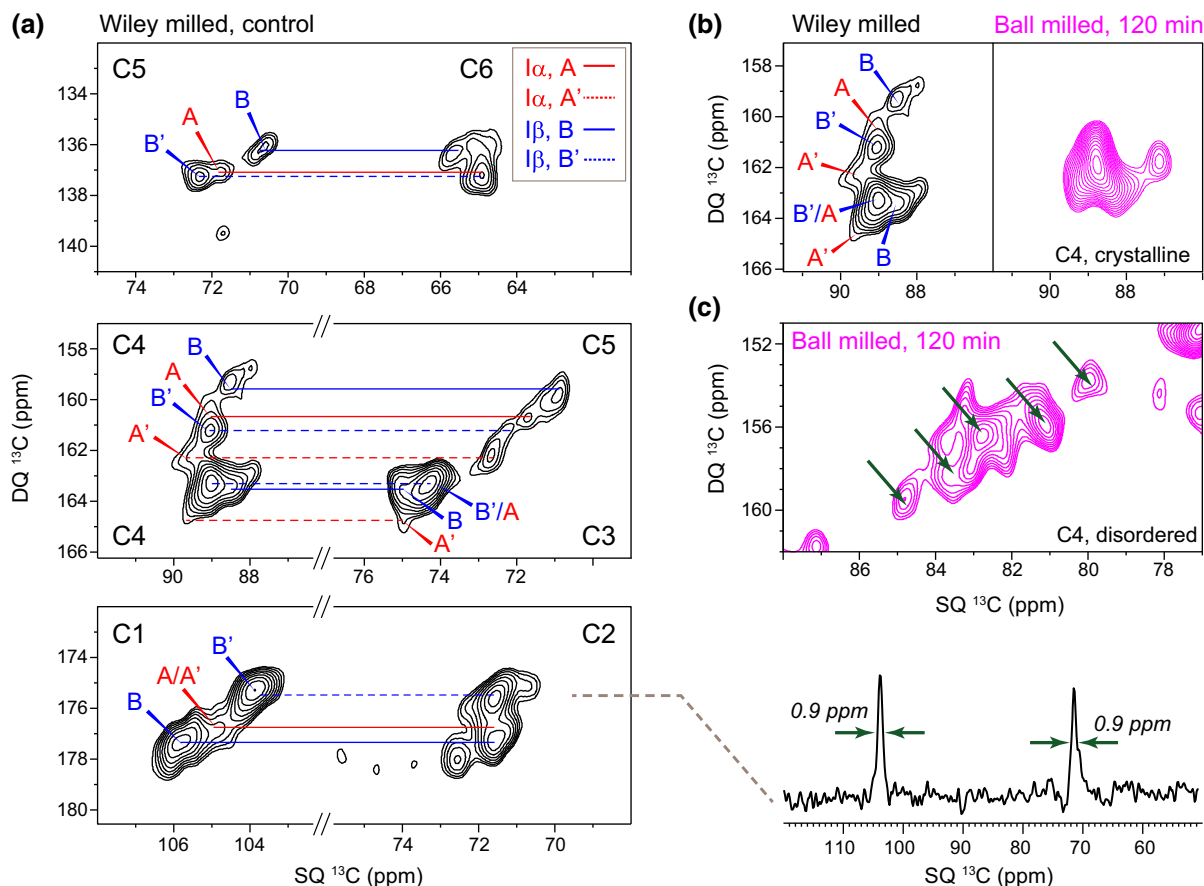 (a) Wiley milled, control
C5 C6
Iα, A
Iα, A'
Iβ, B
Iβ, B'
B' A B
134
136
137
138
140
74 72 70 68 66 64
DQ ¹³C (ppm)
C4 C5
B
A
B'
A'
B
B'/A
A'
C4 C3
158
160
162
164
166
90 88 76 74 72 70
C1 C2
B'
A/A'
B
174
176
178
180
106 104 72 70
SQ ¹³C (ppm)
(b) Wiley milled Ball milled, 120 min
B
A
B'
A'
B'/A
A'
B
C4, crystalline
DQ ¹³C (ppm)
158
160
162
164
166
90 88 90 88
(c)
Ball milled, 120 min
C4, disordered
152
156
160
86 84 82 80 78
SQ ¹³C (ppm)
0.9 ppm
0.9 ppm
110 100 90 80 70 60
SQ ¹³C (ppm)